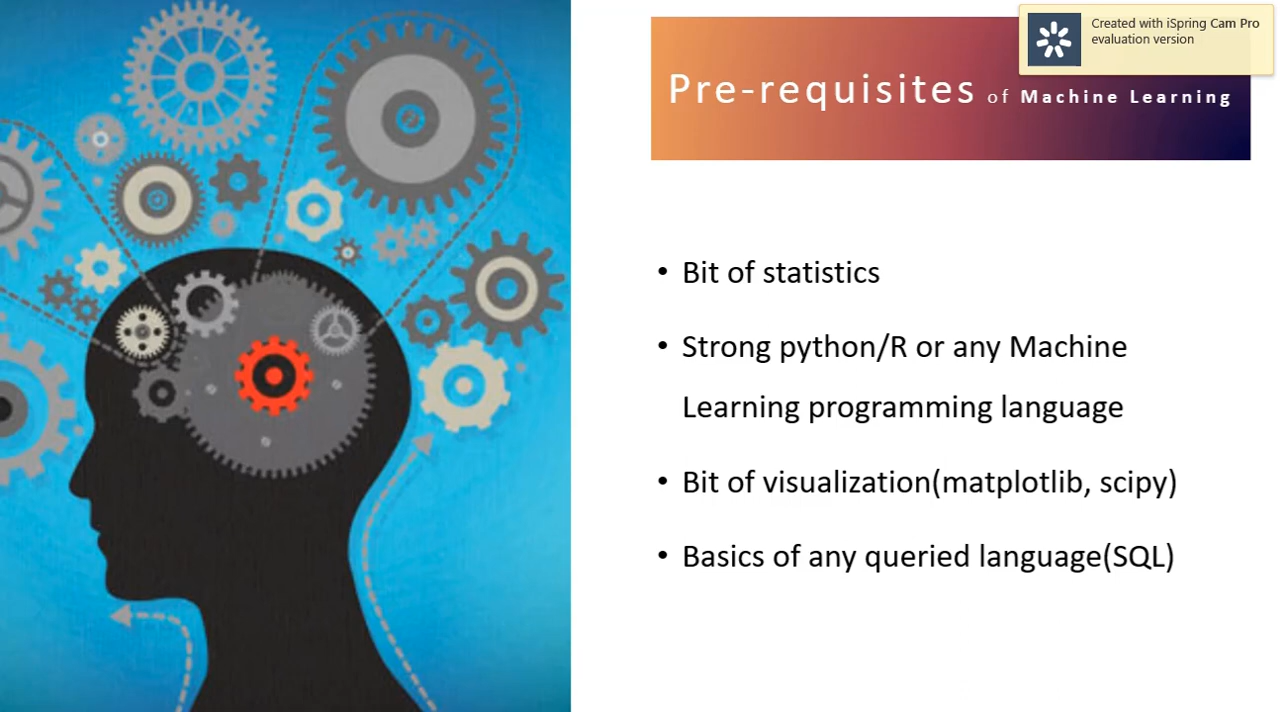 Created with iSpring Cam Pro
evaluation version
Pre-requisites of Machine Learning
• Bit of statistics
• Strong python/R or any Machine
Learning programming language
• Bit of visualization(matplotlib, scipy)
• Basics of any queried language(SQL)